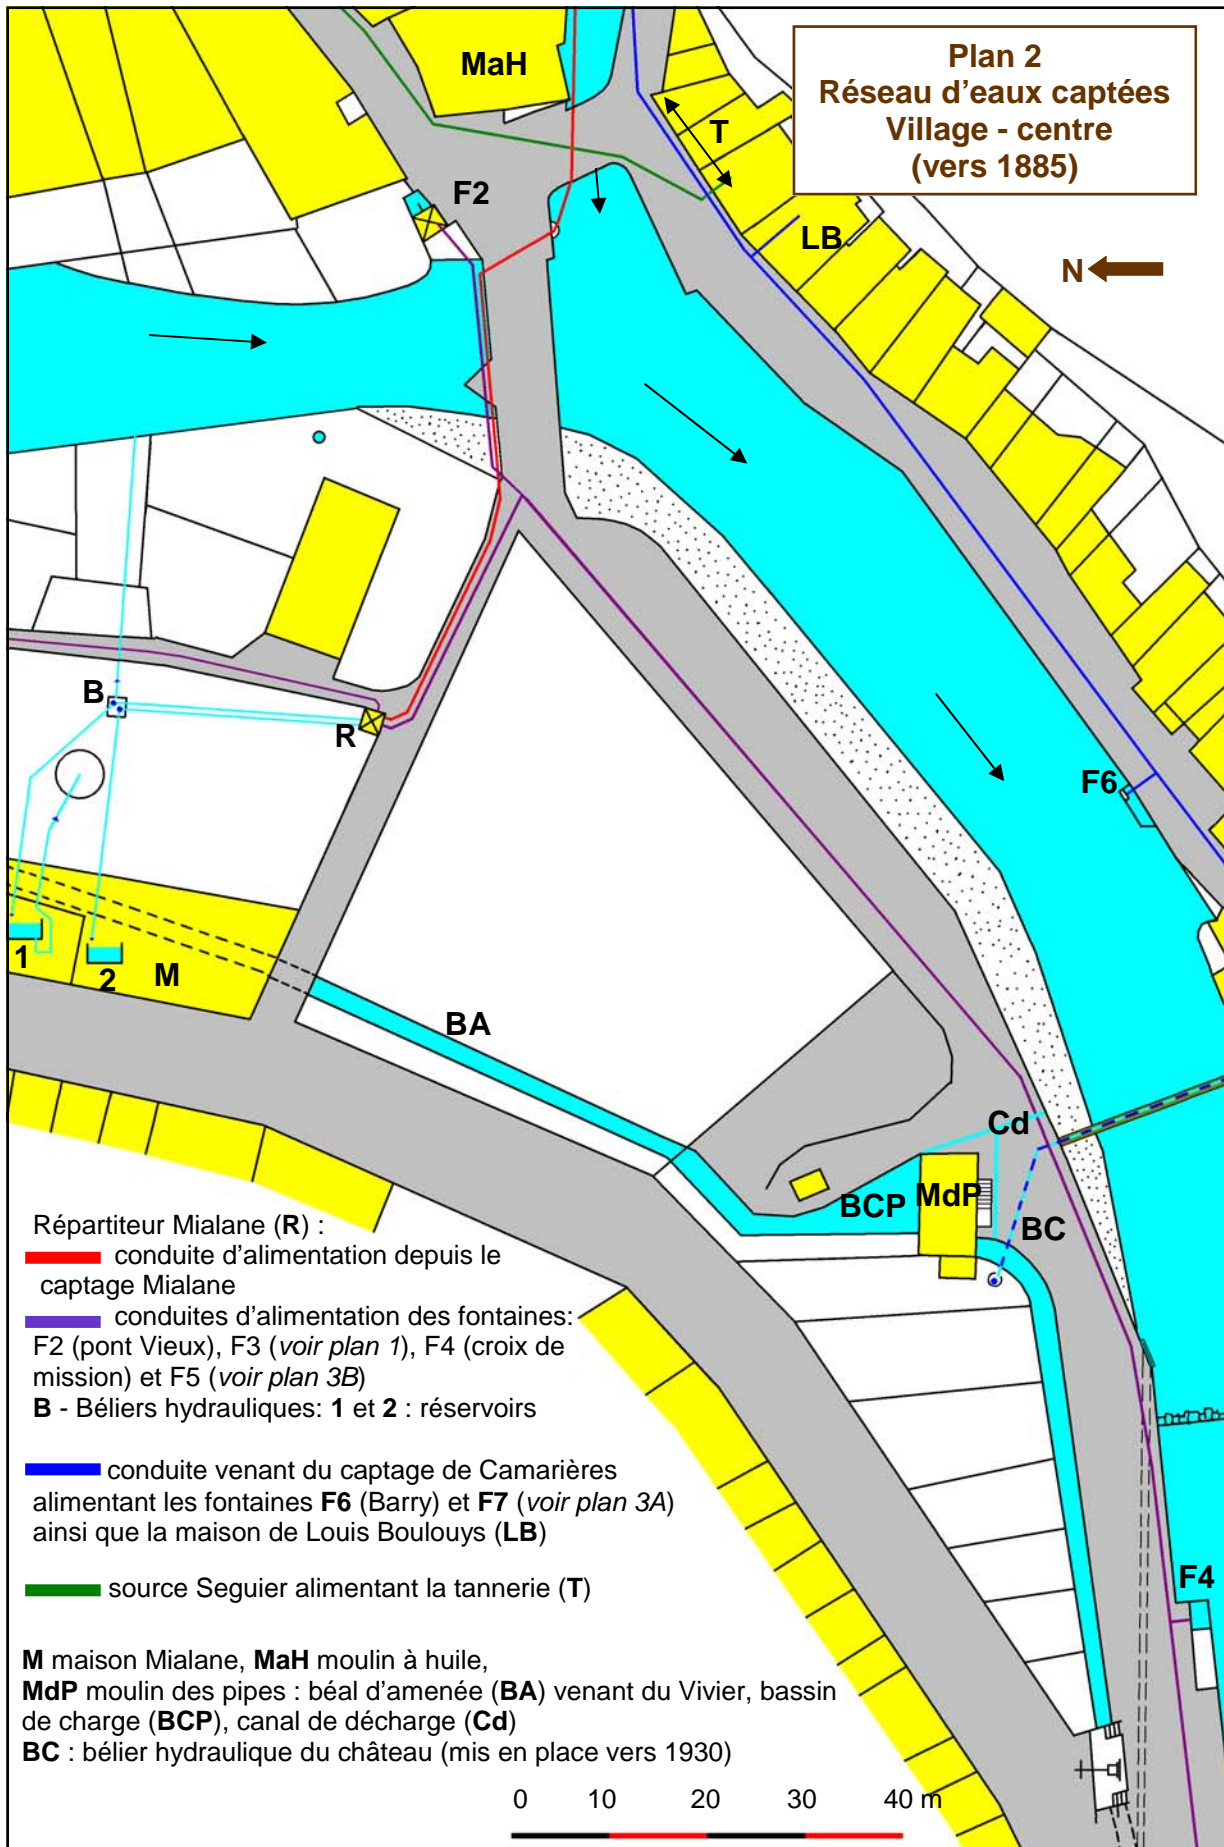 Plan 2
Réseau d'eaux captées
Village - centre
(vers 1885)
MaH
T
F2
LB
N
B
R
F6
1
2
M
BA
Cd
BCP
MdP
BC
F4
Répartiteur Mialane (R) :
conduite d'alimentation depuis le
captage Mialane
conduites d'alimentation des fontaines:
F2 (pont Vieux), F3 (voir plan 1), F4 (croix de
mission) et F5 (voir plan 3B)
B - Béliers hydrauliques: 1 et 2 : réservoirs
conduite venant du captage de Camarières
alimentant les fontaines F6 (Barry) et F7 (voir plan 3A)
ainsi que la maison de Louis Boulouys (LB)
source Seguier alimentant la tannerie (T)
M maison Mialane, MaH moulin à huile,
MdP moulin des pipes : béal d'amenée (BA) venant du Vivier, bassin
de charge (BCP), canal de décharge (Cd)
BC : bélier hydraulique du château (mis en place vers 1930)
0 10 20 30 40 m